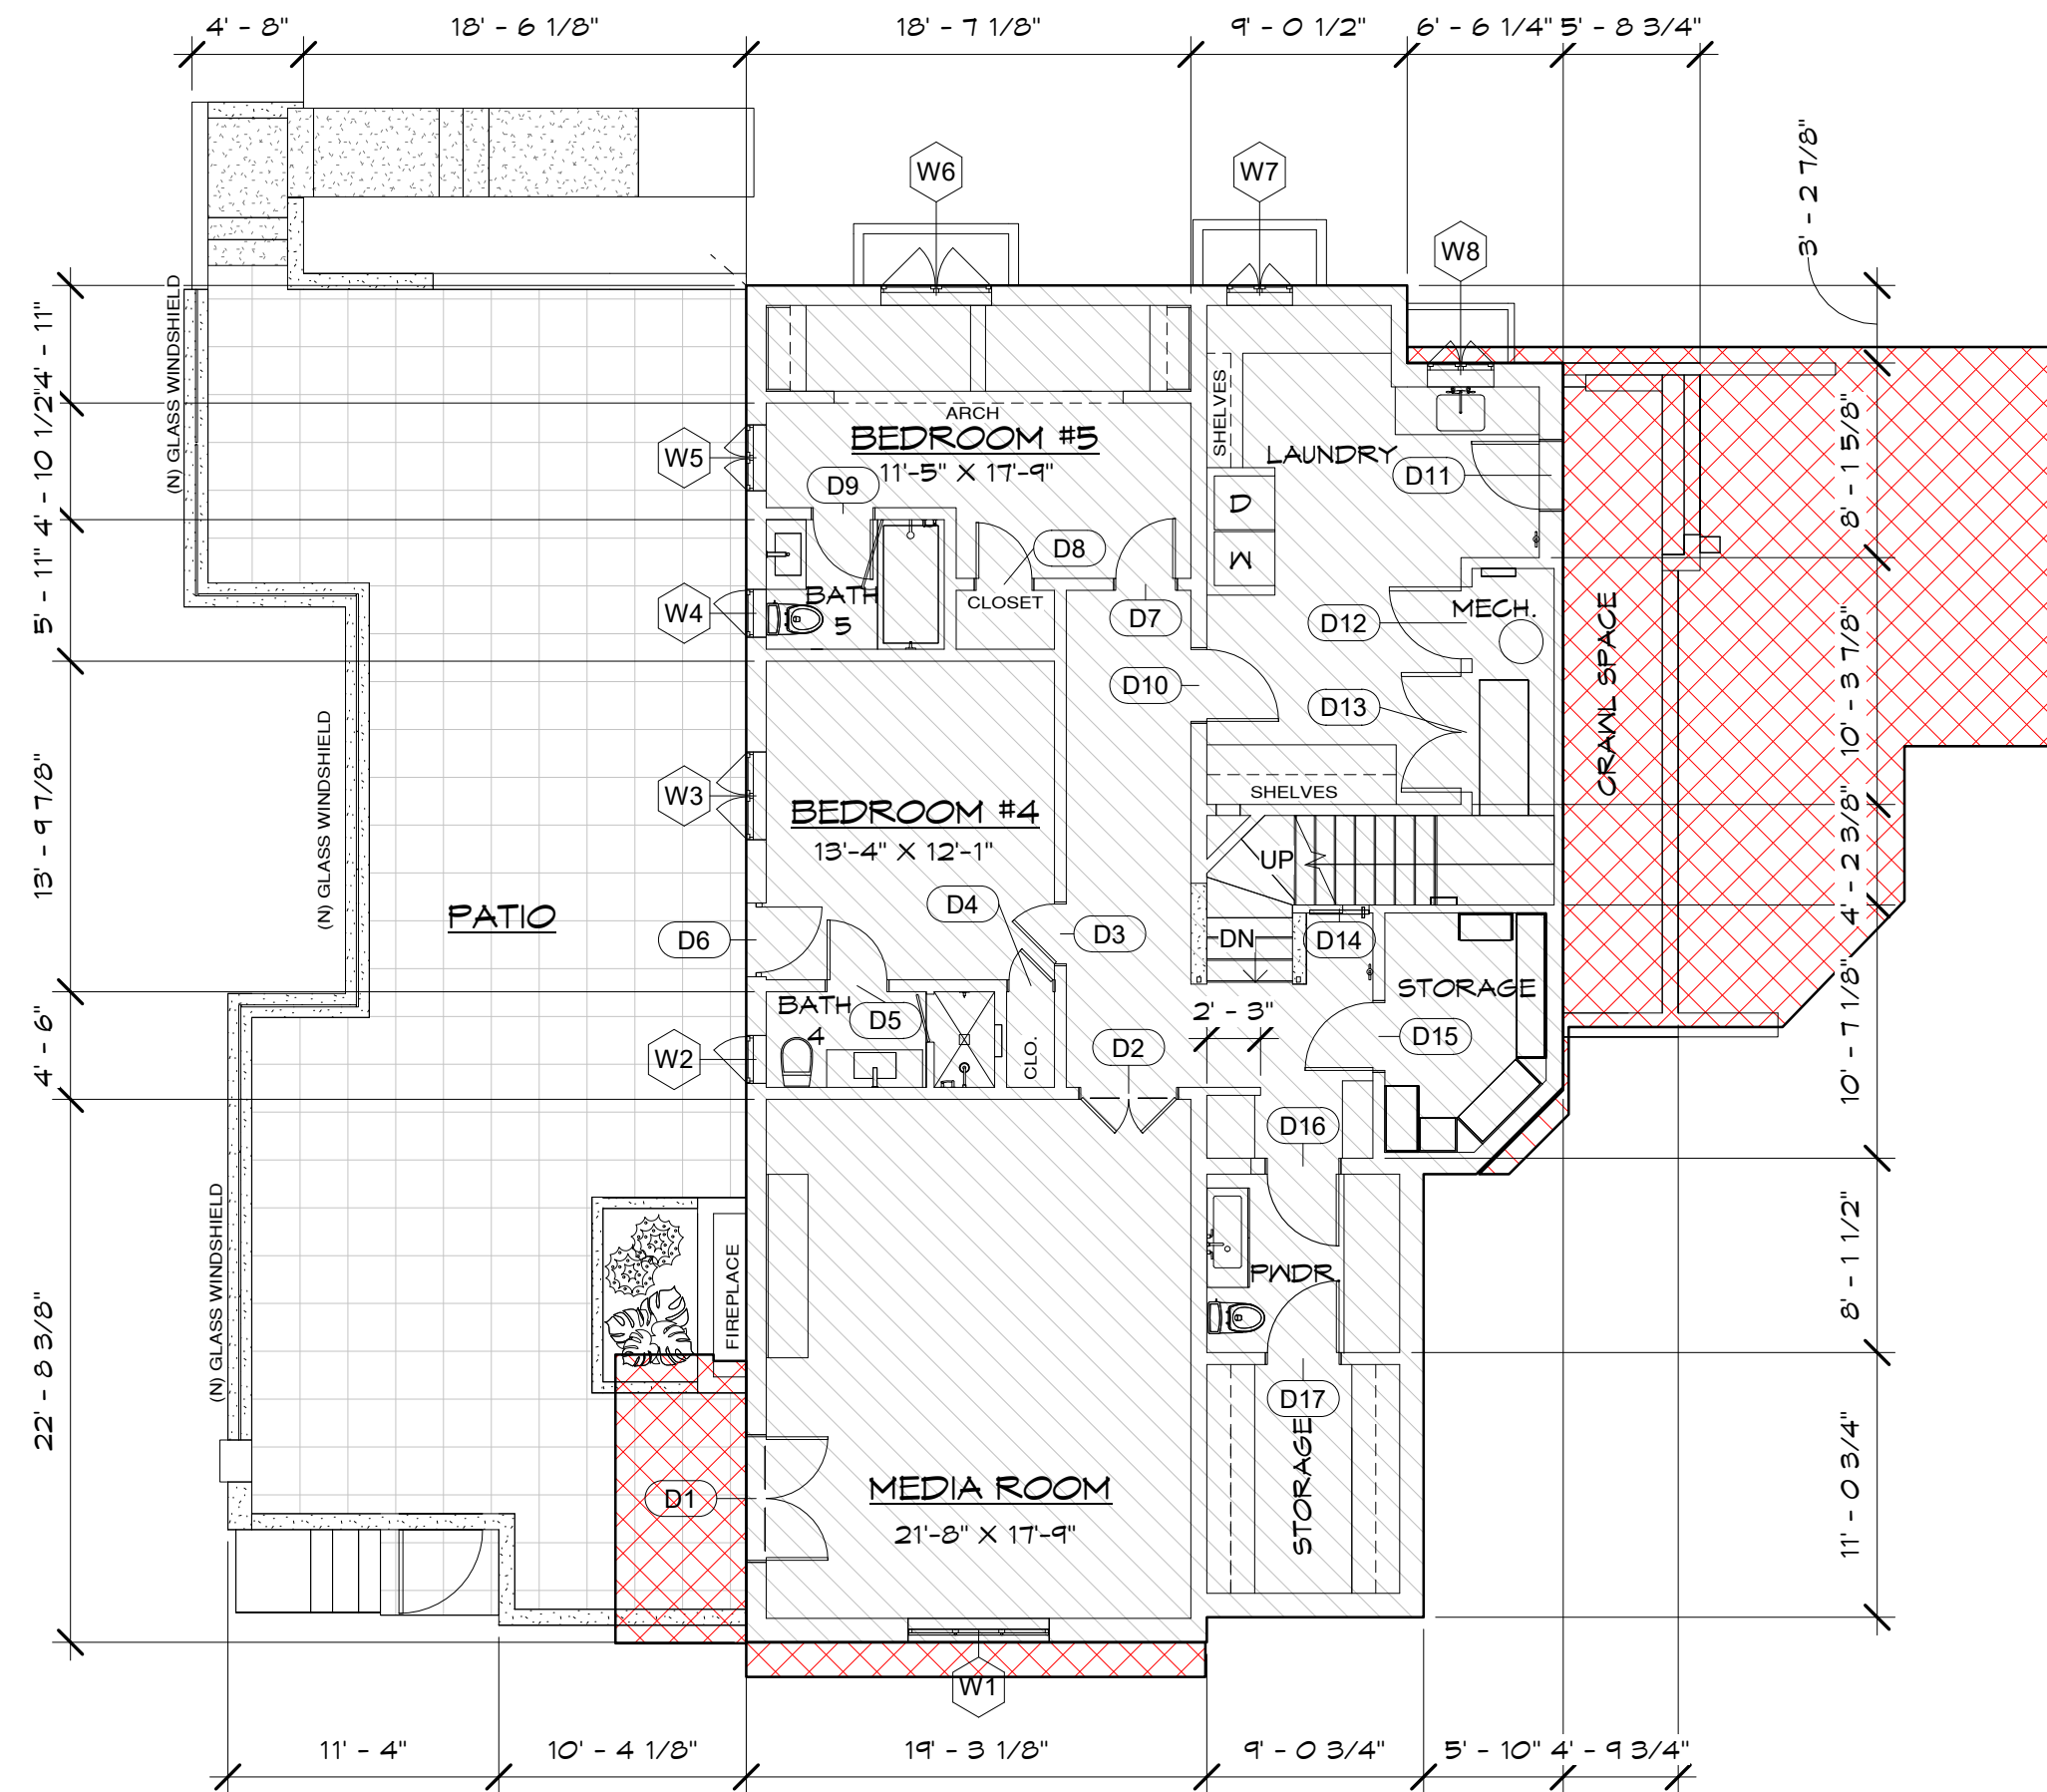 4' - 8"
18' - 6 1/8"
18' - 7 1/8"
9' - 0 1/2"
6' - 6 1/4"
5' - 8 3/4"
3' - 2 7/8"
W6
W7
W8
4' - 11"
4' - 10 1/2"
5' - 11"
13' - 9 7/8"
4' - 6"
22' - 8 3/8"
(N) GLASS WINDSHIELD
(N) GLASS WINDSHIELD
(N) GLASS WINDSHIELD
PATIO
FIREPLACE
W5
W4
W3
D6
W2
D1
ARCH
BEDROOM #5
11'-5" X 17'-9"
D9
D8
BATH
5
CLOSET
D7
D10
BEDROOM #4
13'-4" X 12'-1"
D4
D3
BATH
4
D5
CLO.
D2
MEDIA ROOM
21'-8" X 17'-9"
W1
SHELVES
LAUNDRY
D11
D
W
D12
MECH.
D13
SHELVES
UP
DN
D14
STORAGE
2' - 3"
D15
D16
PWDR
D17
STORAGE
CRAWL SPACE
8' - 1 5/8"
10' - 3 7/8"
4' - 2 3/8"
10' - 7 1/8"
8' - 1 1/2"
11' - 0 3/4"
11' - 4"
10' - 4 1/8"
19' - 3 1/8"
9' - 0 3/4"
5' - 10"
4' - 9 3/4"